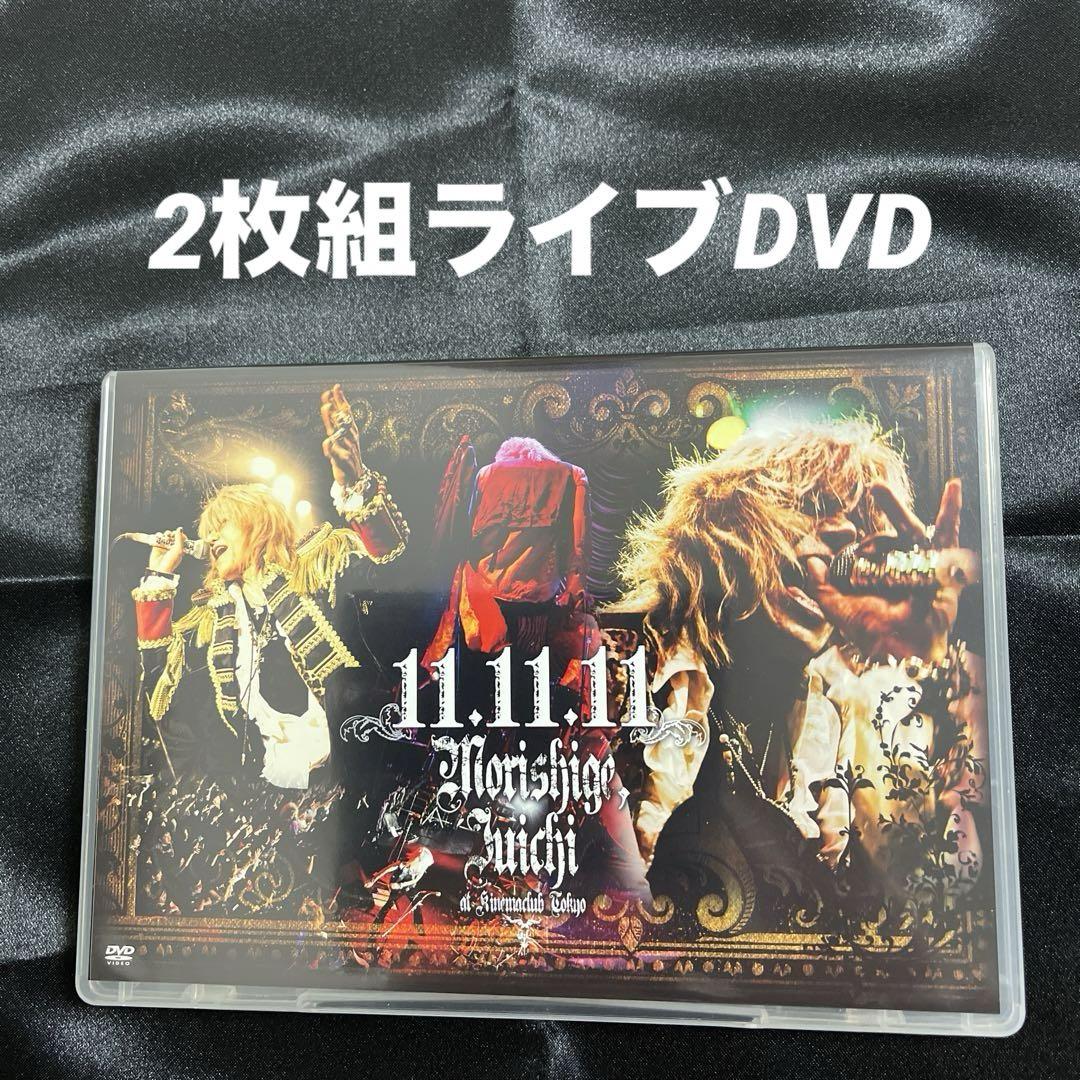 2枚組ライブDVD
11.11.11
Morishige,
Juichi
at Kinemaclub Tokyo
DVD
VIDEO